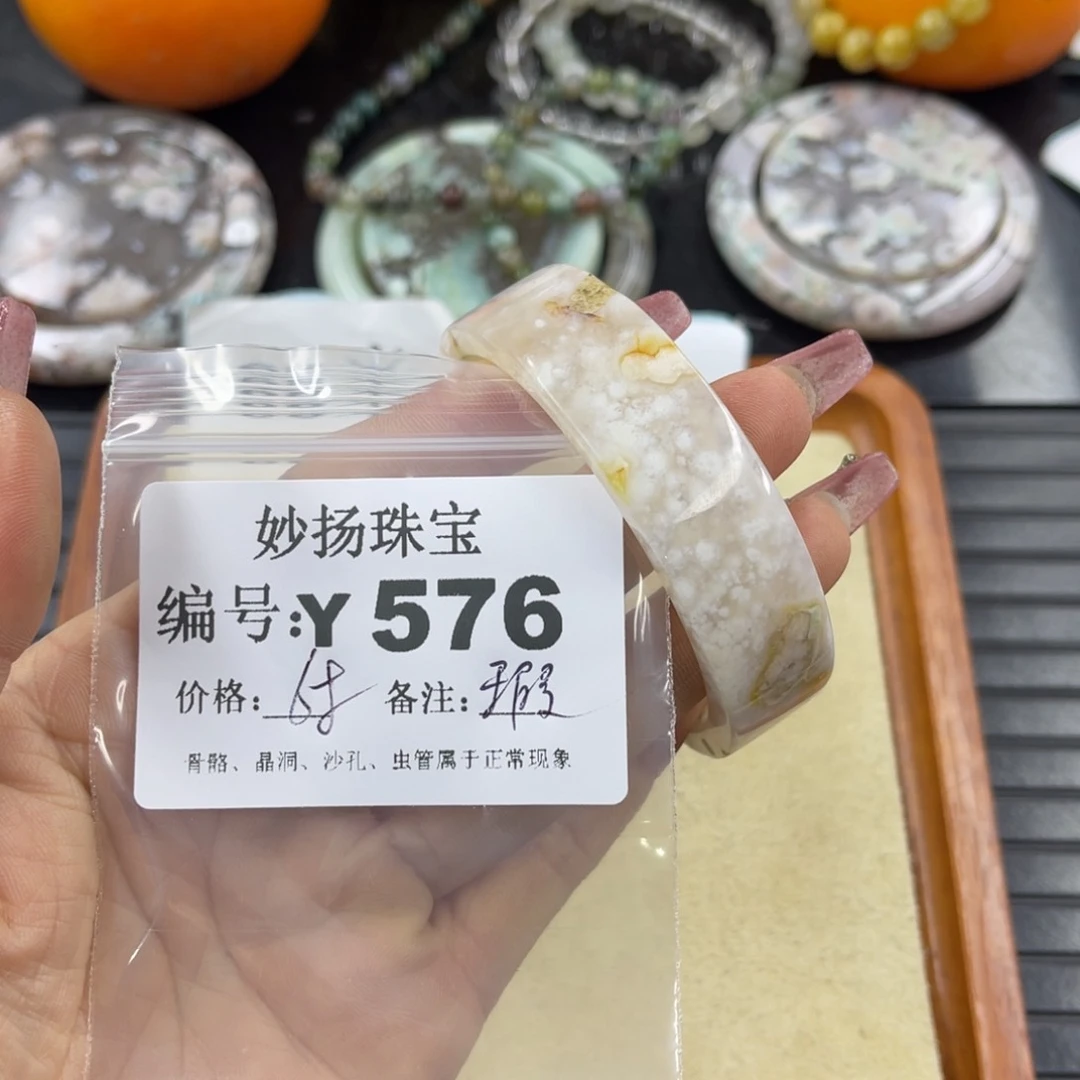 妙扬珠宝
编号:Y 576
价格: 备注:瑕
骨骼、晶洞、沙孔、虫管属于正常现象